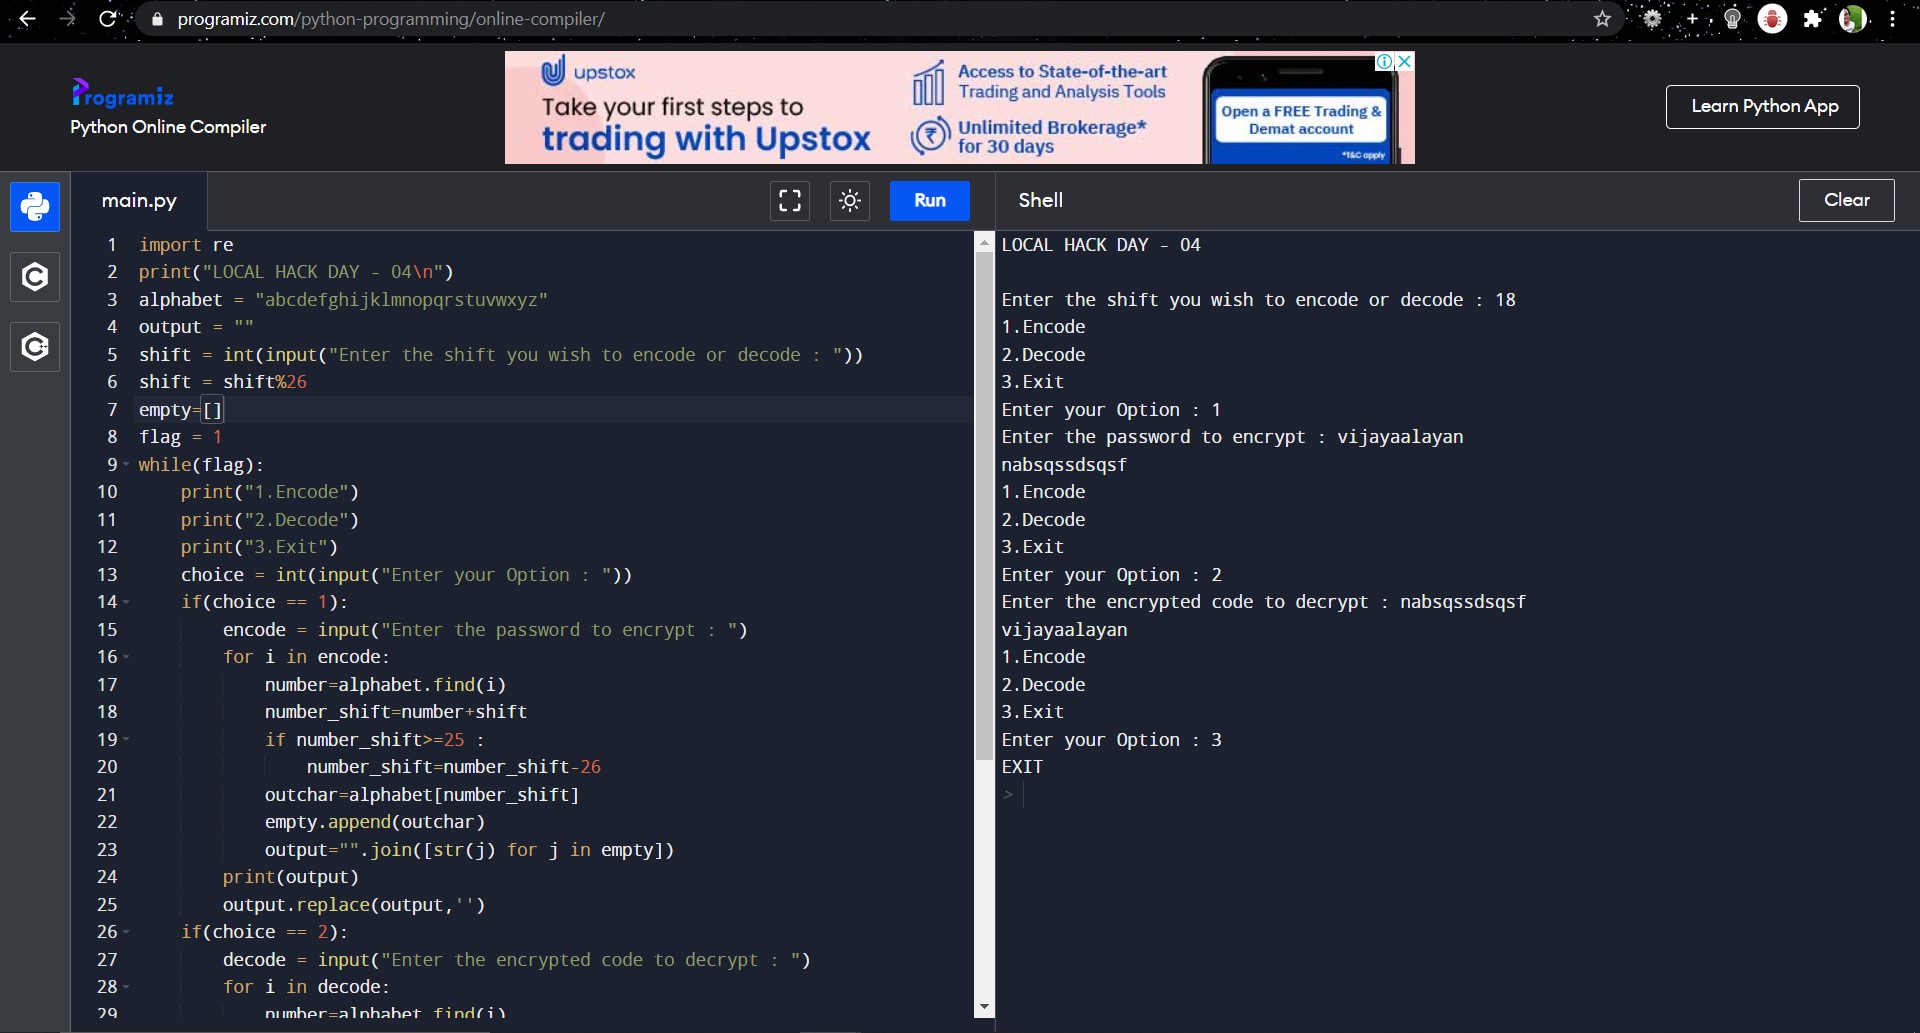 programiz.com/python-programming/online-compiler/
Programiz
Python Online Compiler
upstox
Take your first steps to
trading with Upstox
Access to State-of-the-art
Trading and Analysis Tools
Unlimited Brokerage*
for 30 days
Open a FREE Trading &
Demat account
*T&C apply
Learn Python App
main.py
Run
Shell
Clear
1 import re
2 print("LOCAL HACK DAY - 04\n")
3 alphabet = "abcdefghijklmnopqrstuvwxyz"
4 output = ""
5 shift = int(input("Enter the shift you wish to encode or decode : "))
6 shift = shift%26
7 empty=[]
8 flag = 1
9 while(flag):
10 print("1.Encode")
11 print("2.Decode")
12 print("3.Exit")
13 choice = int(input("Enter your Option : "))
14 if(choice == 1):
15 encode = input("Enter the password to encrypt : ")
16 for i in encode:
17 number=alphabet.find(i)
18 number_shift=number+shift
19 if number_shift>=25 :
20 number_shift=number_shift-26
21 outchar=alphabet[number_shift]
22 empty.append(outchar)
23 output="".join([str(j) for j in empty])
24 print(output)
25 output.replace(output,'')
26 if(choice == 2):
27 decode = input("Enter the encrypted code to decrypt : ")
28 for i in decode:
29 number=alphabet.find(i)
LOCAL HACK DAY - 04
Enter the shift you wish to encode or decode : 18
1.Encode
2.Decode
3.Exit
Enter your Option : 1
Enter the password to encrypt : vijayaalayan
nabsqssdsqsf
1.Encode
2.Decode
3.Exit
Enter your Option : 2
Enter the encrypted code to decrypt : nabsqssdsqsf
vijayaalayan
1.Encode
2.Decode
3.Exit
Enter your Option : 3
EXIT
>